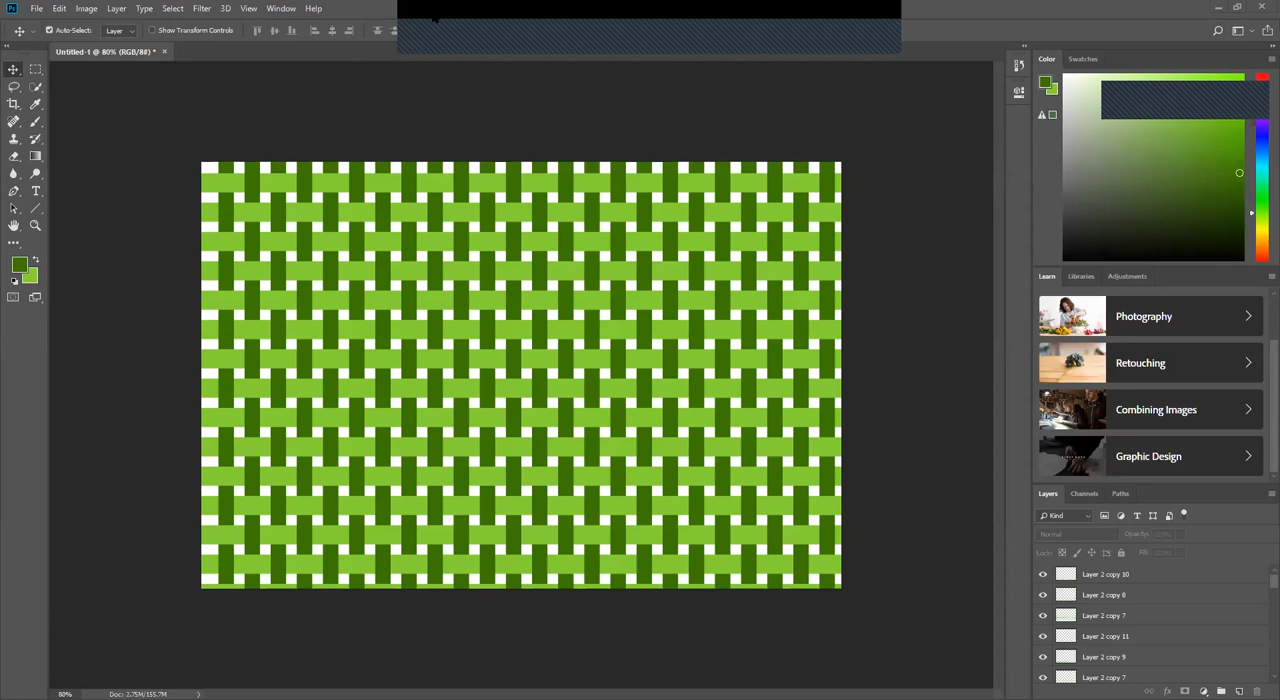 Ps File Edit Image Layer Type Select Filter 3D View Window Help
Auto-Select: Layer Show Transform Controls
Untitled-1 @ 80% (RGB/8#) * ×
Color Swatches
Learn Libraries Adjustments
Photography
Retouching
Combining Images
Graphic Design
Layers Channels Paths
Kind
Normal Opacity: 100%
Lock: Fill: 100%
Layer 2 copy 10
Layer 2 copy 8
Layer 2 copy 7
Layer 2 copy 11
Layer 2 copy 9
Layer 2 copy 7
80% Doc: 2.75M/155.7M